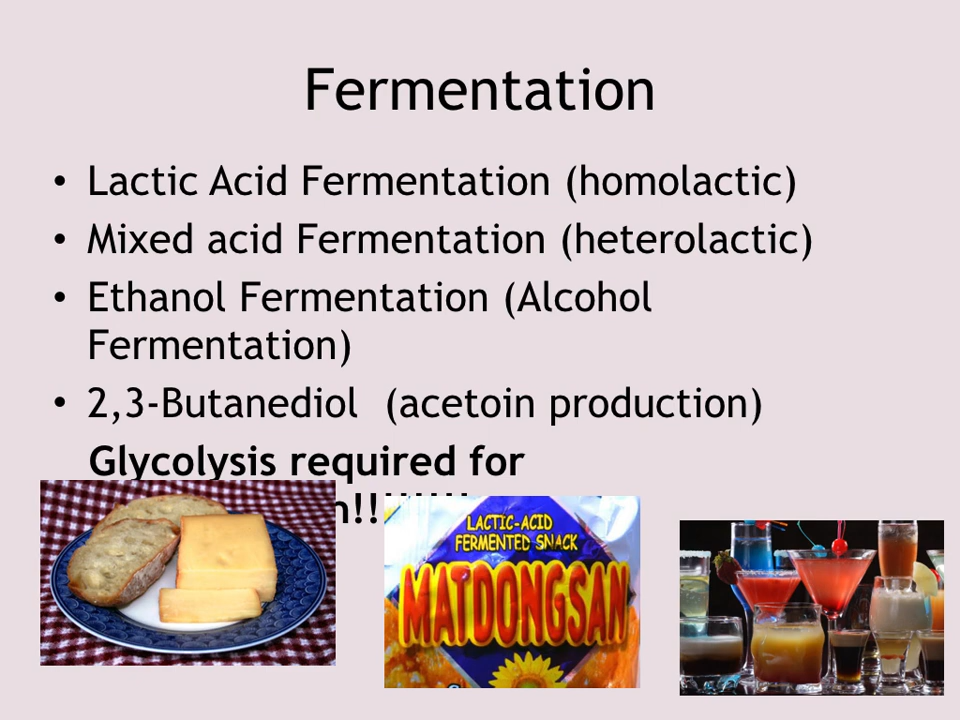 Fermentation
• Lactic Acid Fermentation (homolactic)
• Mixed acid Fermentation (heterolactic)
• Ethanol Fermentation (Alcohol
Fermentation)
• 2,3-Butanediol (acetoin production)
Glycolysis required for
LACTIC-ACID
FERMENTED SNACK
MATDONGSAN